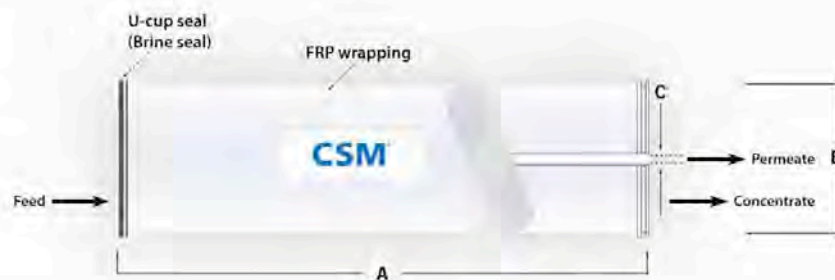 U-cup seal
(Brine seal)
FRP wrapping
C
CSM
Permeate
Feed
Concentrate
A